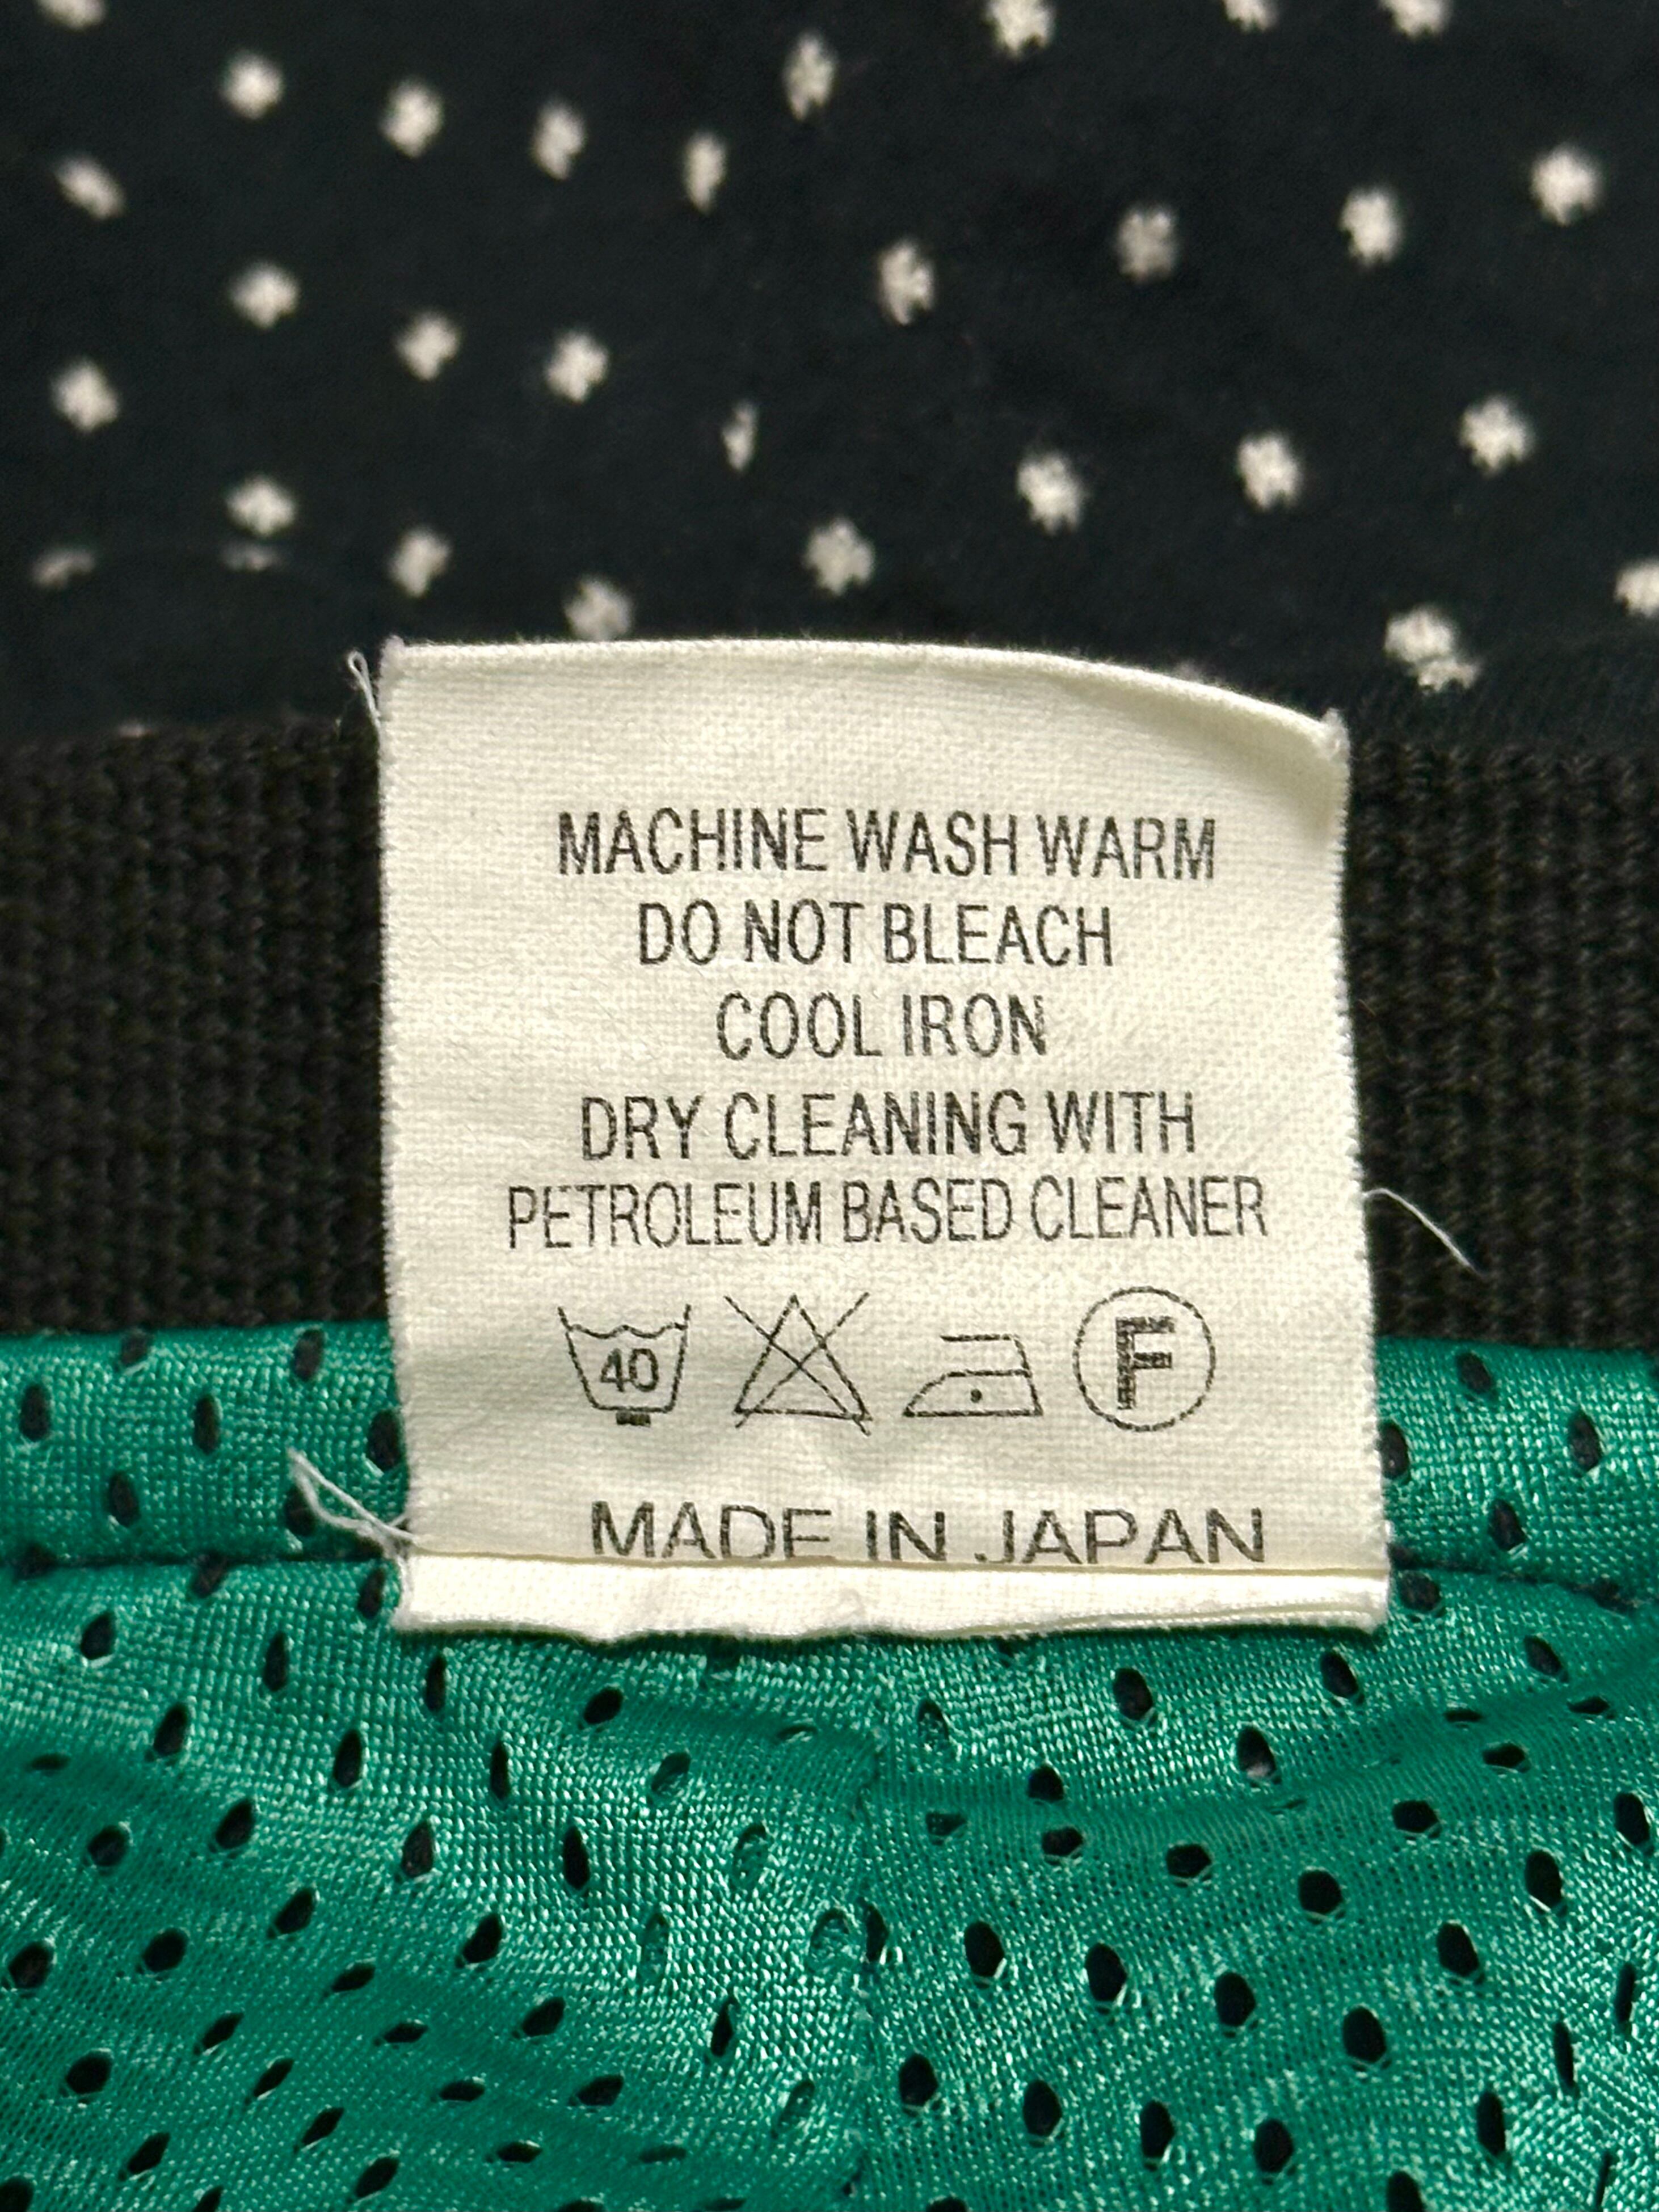 MACHINE WASH WARM
DO NOT BLEACH
COOL IRON
DRY CLEANING WITH
PETROLEUM BASED CLEANER
40 F
MADE IN JAPAN